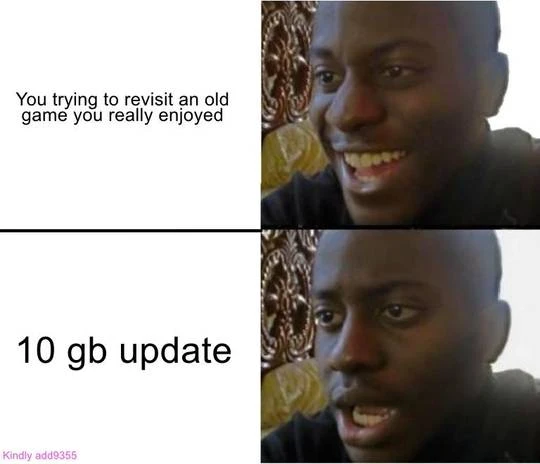 You trying to revisit an old
game you really enjoyed
10 gb update
Kindly add9355